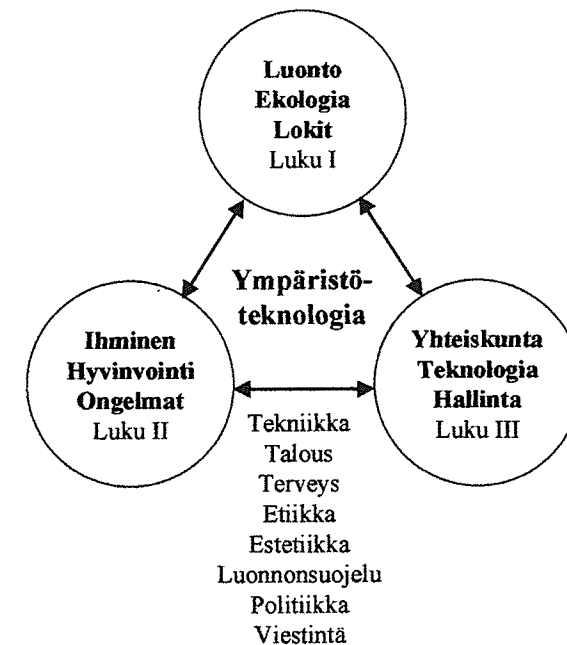 Luonto
Ekologia
Lokit
Luku I
Ympäristö-
teknologia
Ihminen
Hyvinvointi
Ongelmat
Luku II
Yhteiskunta
Teknologia
Hallinta
Luku III
Tekniikka
Talous
Terveys
Etiikka
Estetiikka
Luonnonsuojelu
Politiikka
Viestintä